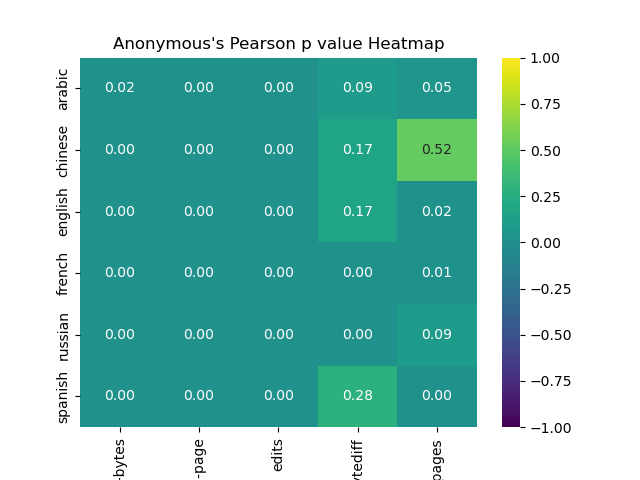 Anonymous's Pearson p value Heatmap
arabic 0.02 0.00 0.00 0.09 0.05
chinese 0.00 0.00 0.00 0.17 0.52
english 0.00 0.00 0.00 0.17 0.02
french 0.00 0.00 0.00 0.00 0.01
russian 0.00 0.00 0.00 0.00 0.09
spanish 0.00 0.00 0.00 0.28 0.00
-bytes -page edits ytediff pages
1.00
0.75
0.50
0.25
0.00
−0.25
−0.50
−0.75
−1.00